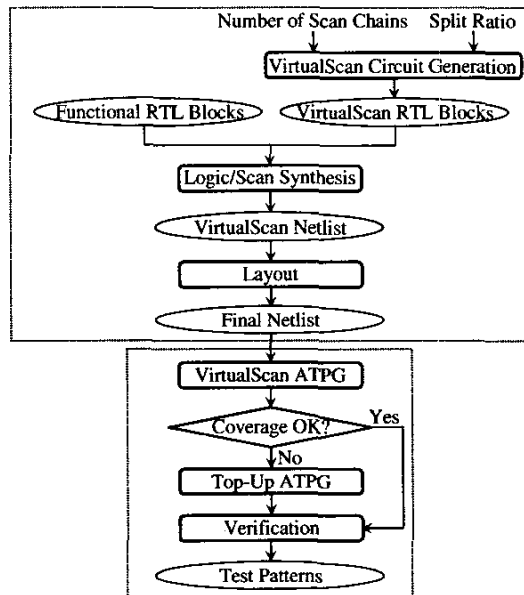 Number of Scan Chains Split Ratio
VirtualScan Circuit Generation
Functional RTL Blocks VirtualScan RTL Blocks
Logic/Scan Synthesis
VirtualScan Netlist
Layout
Final Netlist
VirtualScan ATPG
Coverage OK? Yes
No
Top-Up ATPG
Verification
Test Patterns